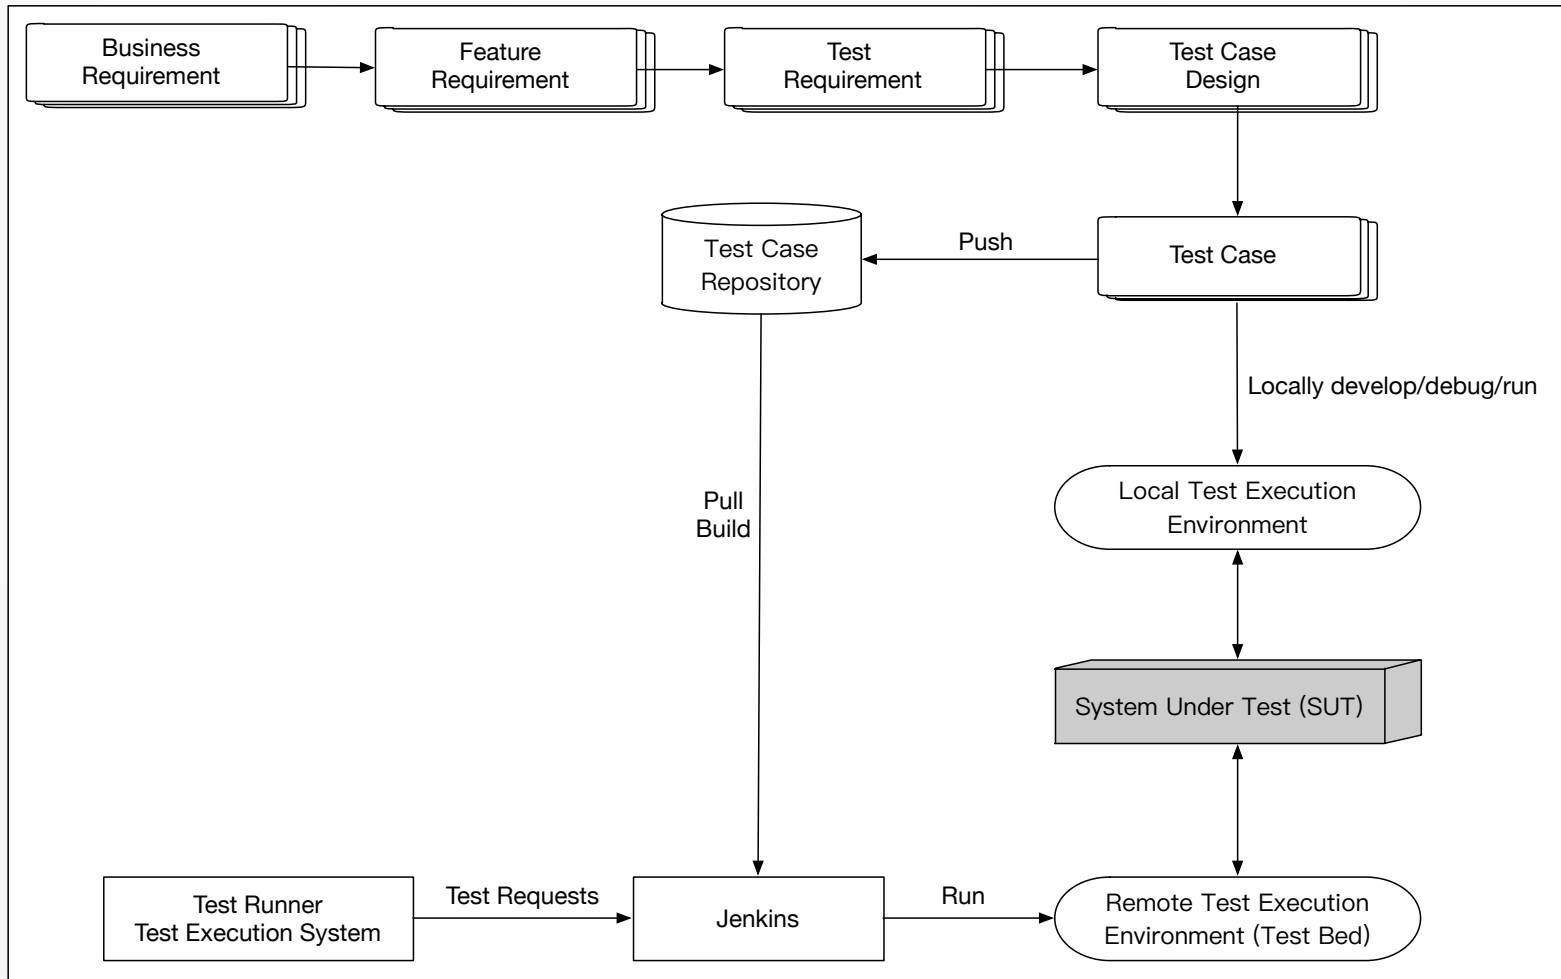 Business
Requirement
Feature
Requirement
Test
Requirement
Test Case
Design
Test Case
Repository
Push
Test Case
Locally develop/debug/run
Pull
Build
Local Test Execution
Environment
System Under Test (SUT)
Test Runner
Test Execution System
Test Requests
Jenkins
Run
Remote Test Execution
Environment (Test Bed)